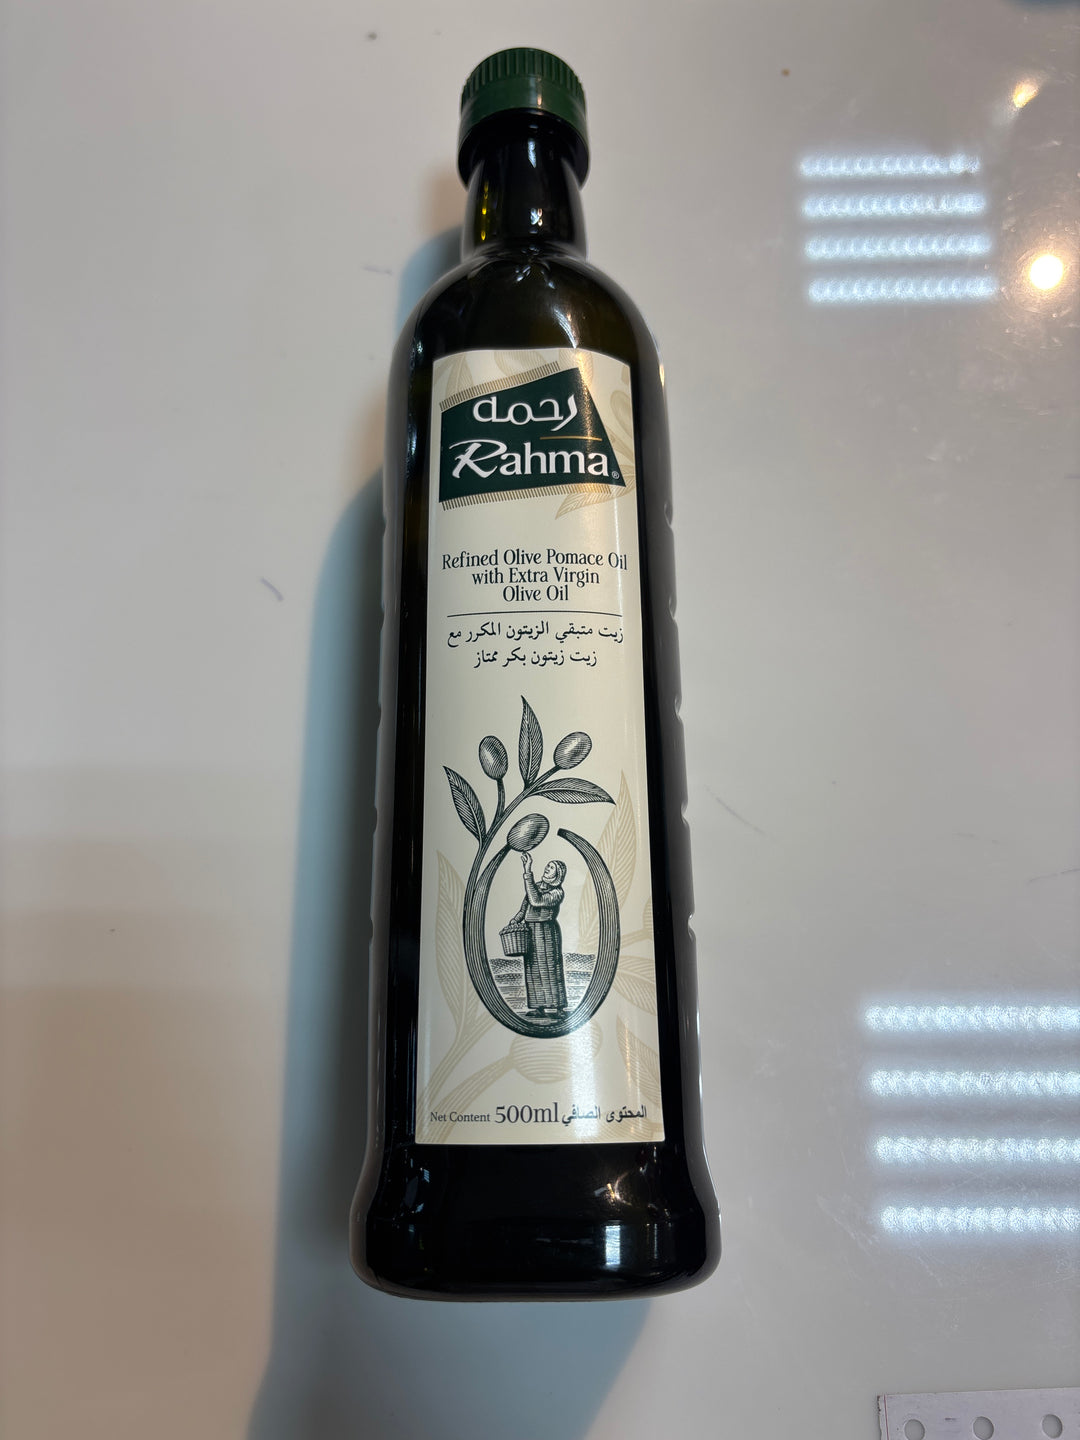 رحمه
Rahma®
Refined Olive Pomace Oil
with Extra Virgin
Olive Oil
زيت متبقي الزيتون المكرر مع
زيت زيتون بكر ممتاز
Net Content 500ml المحتوى الصافي